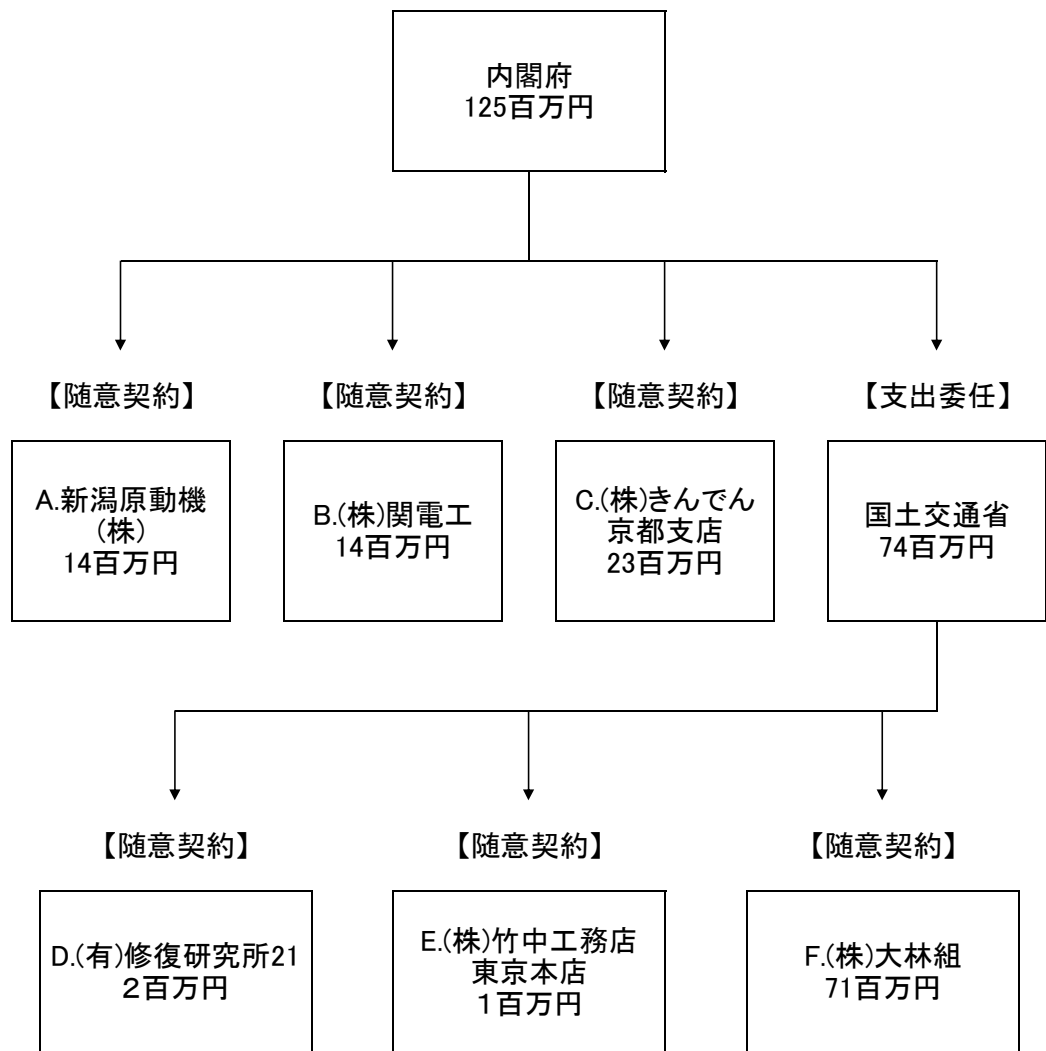 内閣府
125百万円
【随意契約】
【随意契約】
【随意契約】
【支出委任】
A.新潟原動機
(株)
14百万円
B.(株)関電工
14百万円
C.(株)きんでん
京都支店
23百万円
国土交通省
74百万円
【随意契約】
【随意契約】
【随意契約】
D.(有)修復研究所21
２百万円
E.(株)竹中工務店
東京本店
１百万円
F.(株)大林組
71百万円